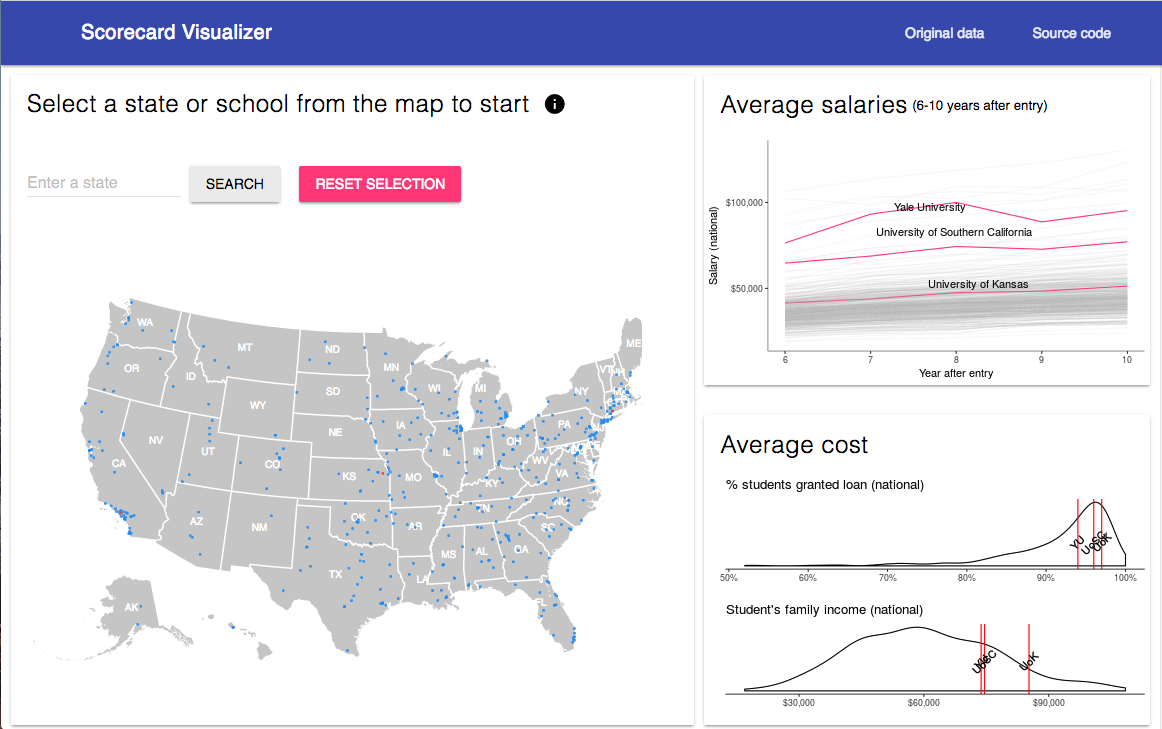 Scorecard Visualizer
Original data
Source code
Select a state or school from the map to start
i
Enter a state
SEARCH
RESET SELECTION
WA
MT
ND
MN
ME
OR
ID
SD
WI
MI
VT
NH
NY
WY
NE
IA
PA
NV
UT
CO
IL
IN
OH
CA
KS
MO
WV
VA
KY
AZ
NM
OK
AR
TN
NC
SC
MS
AL
GA
TX
LA
FL
AK
Average salaries (6-10 years after entry)
Salary (national)
$100,000
$50,000
Yale University
University of Southern California
University of Kansas
6
7
8
9
10
Year after entry
Average cost
% students granted loan (national)
YU
UoSC
UoK
50%
60%
70%
80%
90%
100%
Student's family income (national)
UoSC
UoK
$30,000
$60,000
$90,000